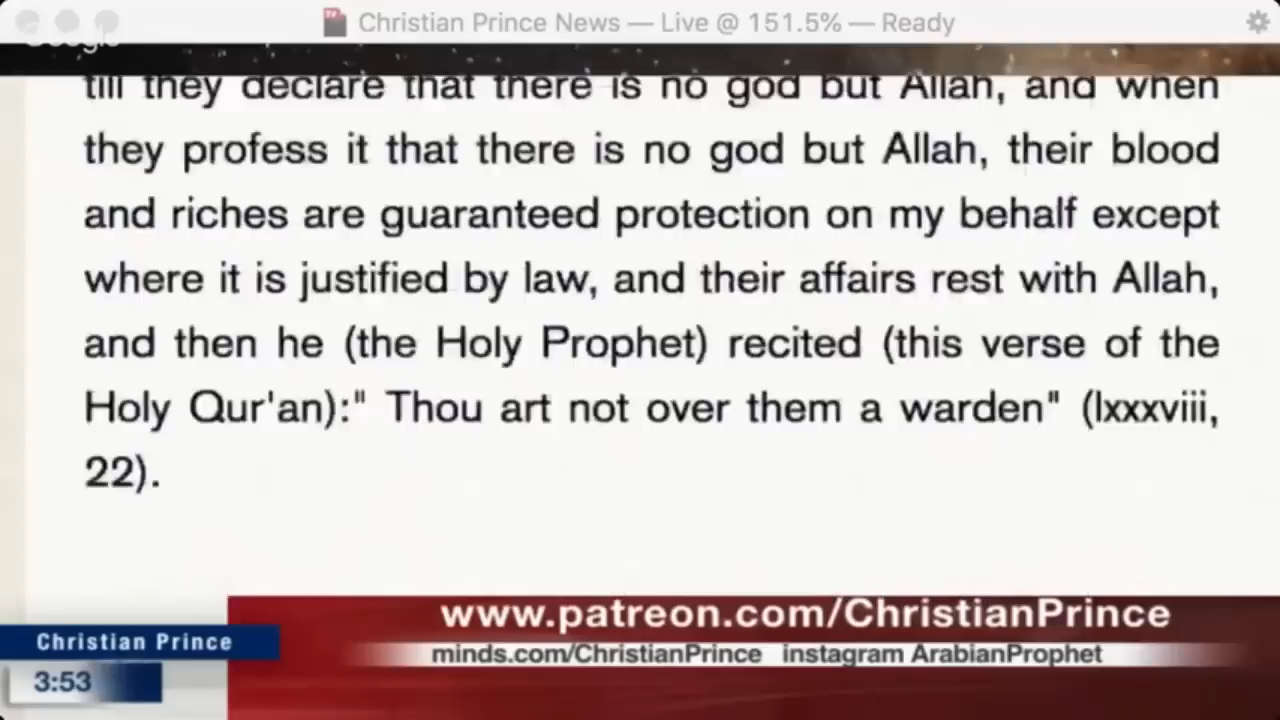 Christian Prince News — Live @ 151.5% — Ready
Google
till they declare that there is no god but Allah, and when
they profess it that there is no god but Allah, their blood
and riches are guaranteed protection on my behalf except
where it is justified by law, and their affairs rest with Allah,
and then he (the Holy Prophet) recited (this verse of the
Holy Qur'an):" Thou art not over them a warden" (lxxxviii,
22).
www.patreon.com/ChristianPrince
Christian Prince
minds.com/ChristianPrince instagram ArabianProphet
3:53